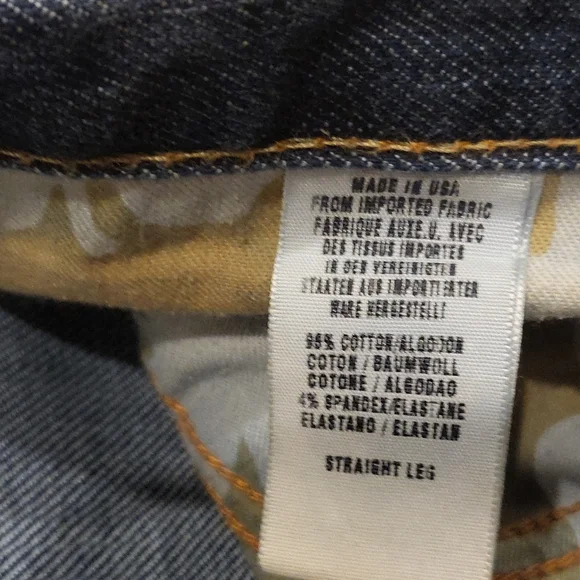 MADE IN USA
FROM IMPORTED FABRIC
FABRIQUE AUX E.U. AVEC
DES TISSUS IMPORTES
IN DEN VEREINIGTEN
STAATEN AUS IMPORTIERTER
WARE HERGESTELLT
96% COTTON/ALGODON
COTON / BAUMWOLL
COTONE / ALGODAO
4% SPANDEX/ELASTANE
ELASTANO / ELASTAN
STRAIGHT LEG